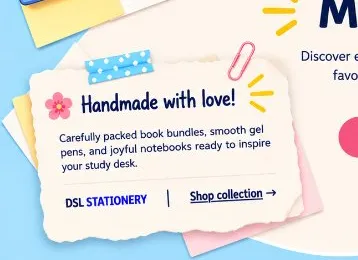 M
Discover e
favo
Handmade with love!
Carefully packed book bundles, smooth gel
pens, and joyful notebooks ready to inspire
your study desk.
DSL STATIONERY | Shop collection →